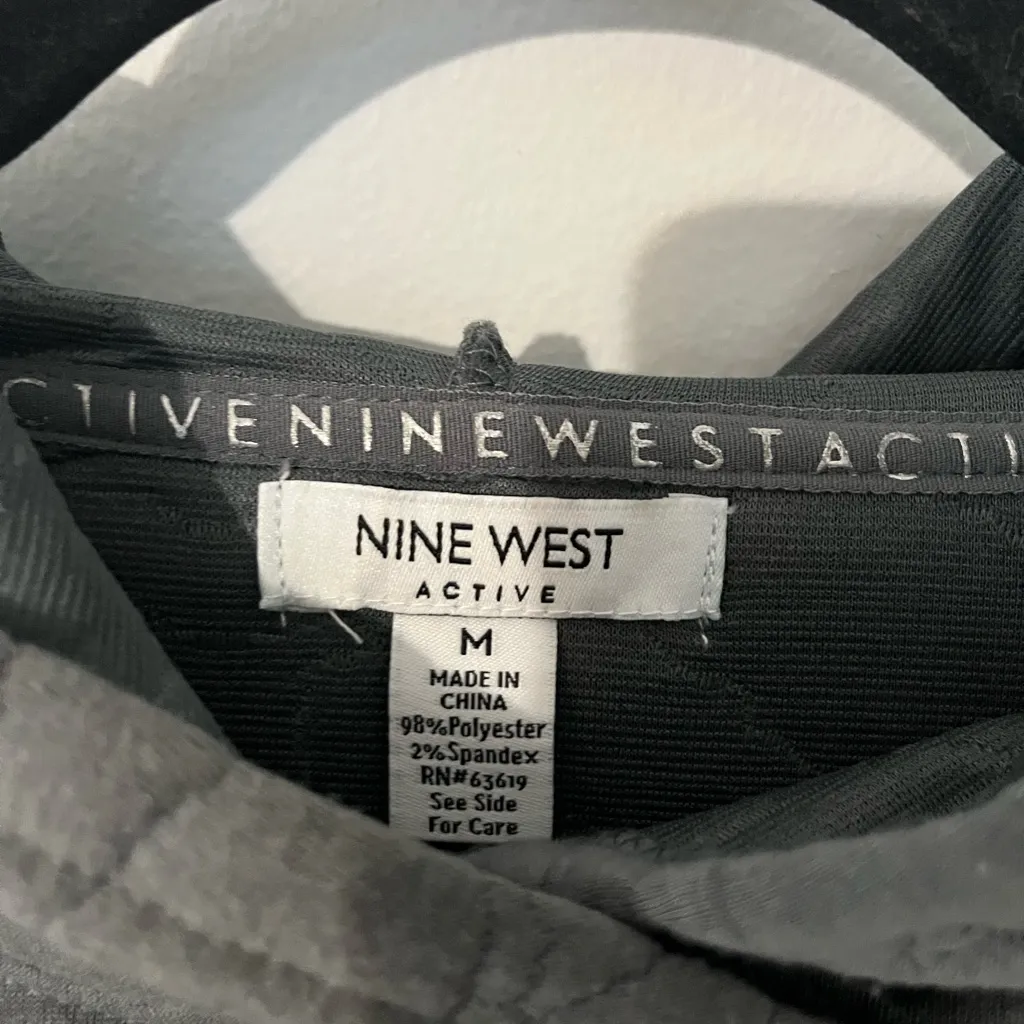 CTIVENINEWESTACTI
NINE WEST
ACTIVE
M
MADE IN
CHINA
98%Polyester
2%Spandex
RN#63619
See Side
For Care